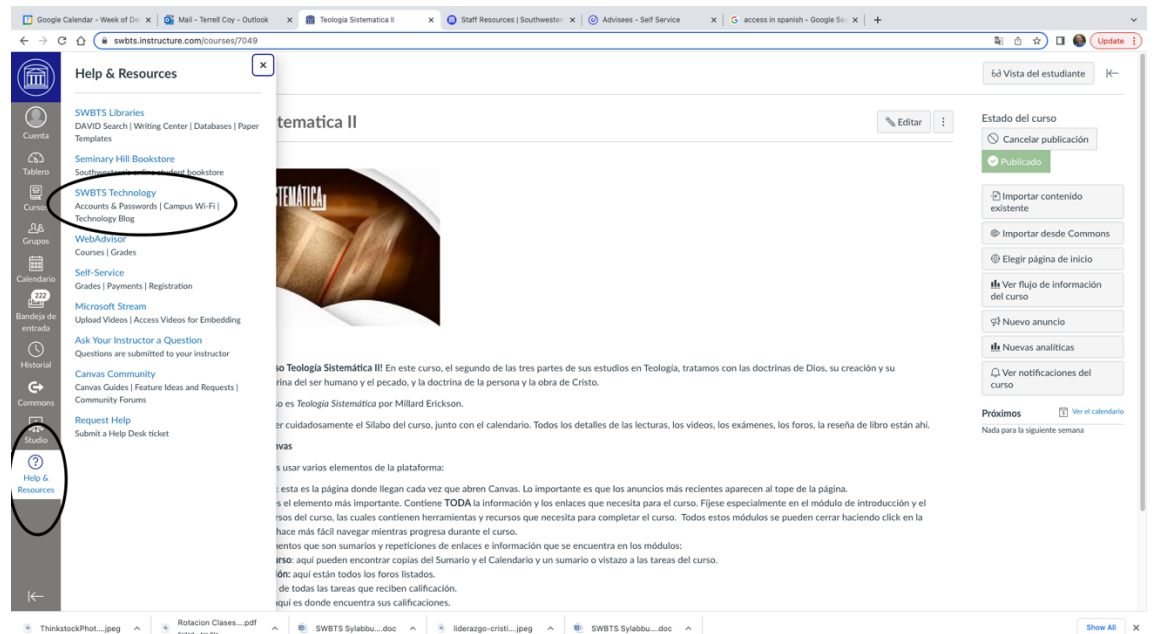 Google Calendar - Week of De
Mail - Terrell Coy - Outlook
Teologia Sistematica II
Staff Resources | Southwestern
Advisees - Self Service
access in spanish - Google Se
swbts.instructure.com/courses/7049
Update
Cuenta
Tablero
Cursos
Grupos
Calendario
222
Bandeja de
entrada
Historial
Commons
Studio
Help &
Resources
Help & Resources
SWBTS Libraries
DAVID Search | Writing Center | Databases | Paper
Templates
Seminary Hill Bookstore
Southwestern's online student bookstore
SWBTS Technology
Accounts & Passwords | Campus Wi-Fi |
Technology Blog
WebAdvisor
Courses | Grades
Self-Service
Grades | Payments | Registration
Microsoft Stream
Upload Videos | Access Videos for Embedding
Ask Your Instructor a Question
Questions are submitted to your instructor
Canvas Community
Canvas Guides | Feature Ideas and Requests |
Community Forums
Request Help
Submit a Help Desk ticket
tematica II
Editar
ISTEMÁTICA
so Teología Sistemática II! En este curso, el segundo de las tres partes de sus estudios en Teología, tratamos con las doctrinas de Dios, su creación y su
rina del ser humano y el pecado, y la doctrina de la persona y la obra de Cristo.
so es Teología Sistemática por Millard Erickson.
er cuidadosamente el Sílabo del curso, junto con el calendario. Todos los detalles de las lecturas, los videos, los exámenes, los foros, la reseña de libro están ahí.
nvas
s usar varios elementos de la plataforma:
: esta es la página donde llegan cada vez que abren Canvas. Lo importante es que los anuncios más recientes aparecen al tope de la página.
s el elemento más importante. Contiene TODA la información y los enlaces que necesita para el curso. Fíjese especialmente en el módulo de introducción y el
rsos del curso, las cuales contienen herramientas y recursos que necesita para completar el curso. Todos estos módulos se pueden cerrar haciendo click en la
hace más fácil navegar mientras progresa durante el curso.
mentos que son sumarios y repeticiones de enlaces e información que se encuentra en los módulos:
urso: aquí pueden encontrar copias del Sumario y el Calendario y un sumario o vistazo a las tareas del curso.
ión: aquí están todos los foros listados.
de todas las tareas que reciben calificación.
quí es donde encuentra sus calificaciones.
Vista del estudiante
Estado del curso
Cancelar publicación
Publicado
Importar contenido
existente
Importar desde Commons
Elegir página de inicio
Ver flujo de información
del curso
Nuevo anuncio
Nuevas analíticas
Ver notificaciones del
curso
Próximos
Ver el calendario
Nada para la siguiente semana
ThinkstockPhot....jpeg
Rotacion Clases....pdf
SWBTS Sylabbu....doc
liderazgo-cristi....jpeg
SWBTS Sylabbu....doc
Show All